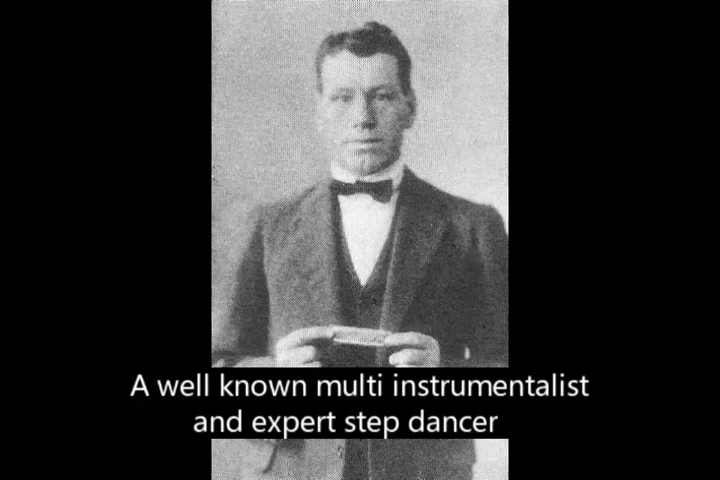 A well known multi instrumentalist
and expert step dancer